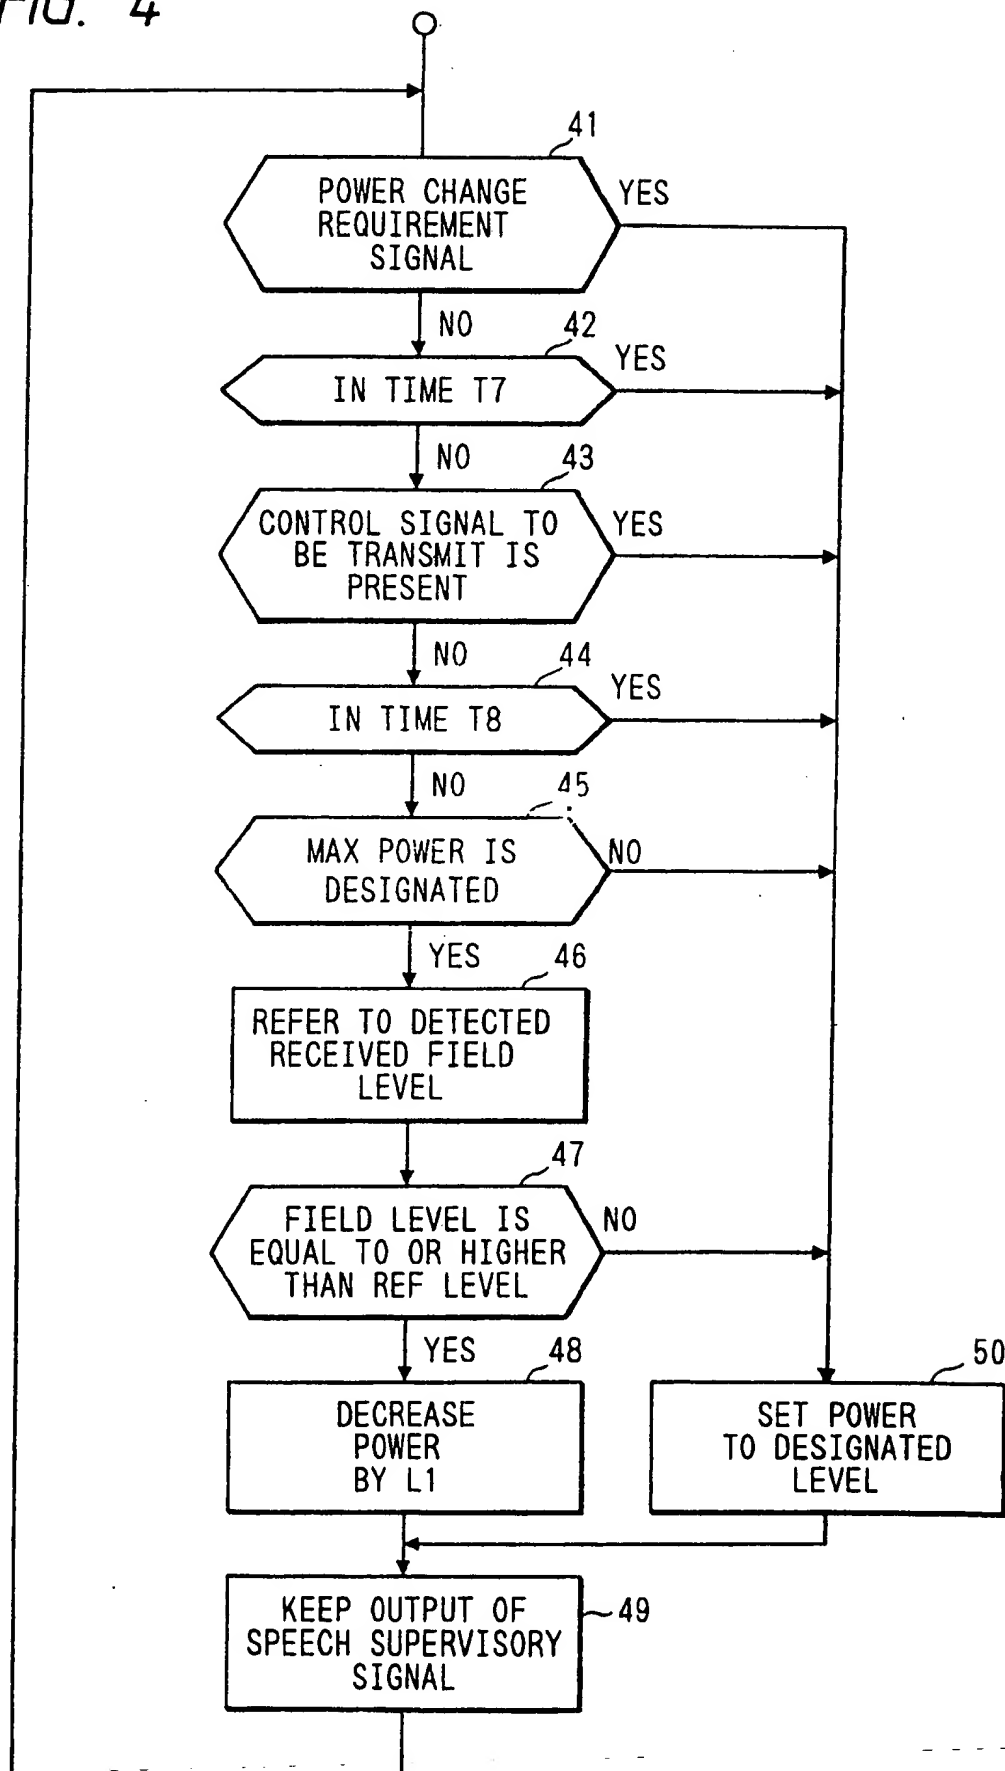 FIG. 4
41
POWER CHANGE
REQUIREMENT
SIGNAL
YES
NO
42
IN TIME T7
YES
NO
43
CONTROL SIGNAL TO
BE TRANSMIT IS
PRESENT
YES
NO
44
IN TIME T8
YES
NO
45
MAX POWER IS
DESIGNATED
NO
YES
46
REFER TO DETECTED
RECEIVED FIELD
LEVEL
47
FIELD LEVEL IS
EQUAL TO OR HIGHER
THAN REF LEVEL
NO
YES
48
DECREASE
POWER
BY L1
50
SET POWER
TO DESIGNATED
LEVEL
KEEP OUTPUT OF
SPEECH SUPERVISORY
SIGNAL
49